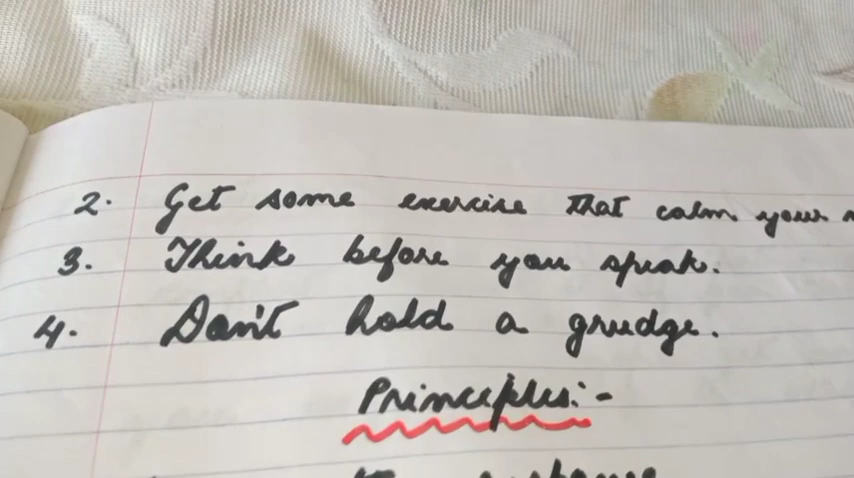 2. Get some exercise that calm your
3. Think before you speak.
4. Don't hold a grudge.
Principles:-